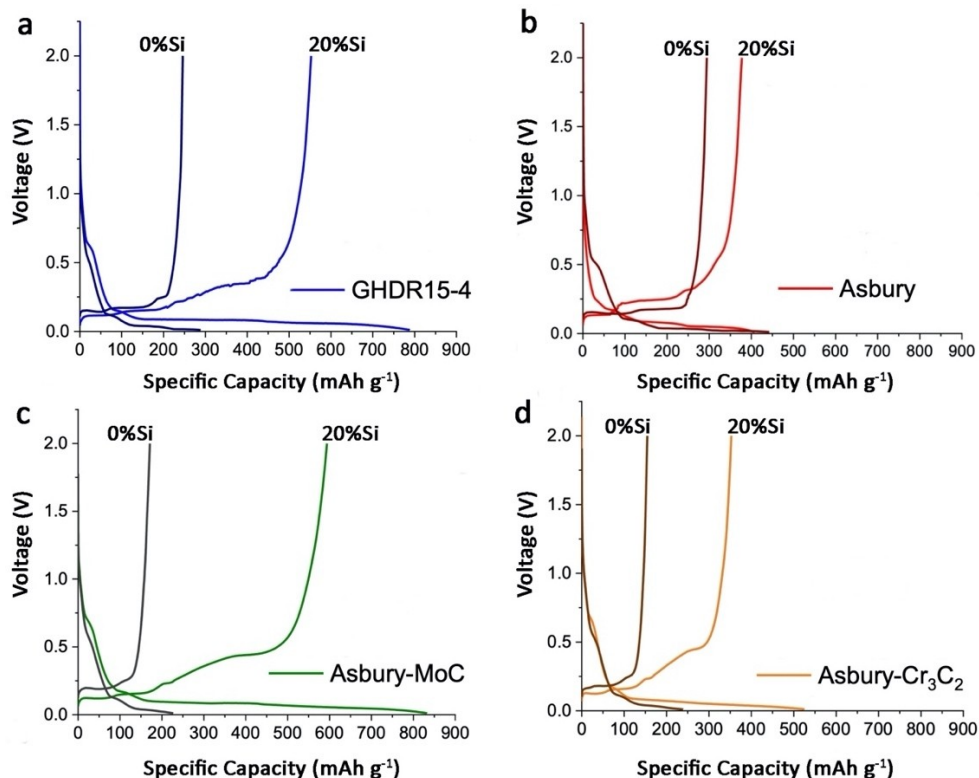 a
0%Si
20%Si
2.0
1.5
1.0
0.5
0.0
Voltage (V)
GHDR15-4
0 100 200 300 400 500 600 700 800 900
Specific Capacity (mAh g⁻¹)
b
0%Si
20%Si
2.0
1.5
1.0
0.5
0.0
Voltage (V)
Asbury
0 100 200 300 400 500 600 700 800 900
Specific Capacity (mAh g⁻¹)
c
0%Si
20%Si
2.0
1.5
1.0
0.5
0.0
Voltage (V)
Asbury-MoC
0 100 200 300 400 500 600 700 800 900
Specific Capacity (mAh g⁻¹)
d
0%Si
20%Si
2.0
1.5
1.0
0.5
0.0
Voltage (V)
Asbury-Cr₃C₂
0 100 200 300 400 500 600 700 800 900
Specific Capacity (mAh g⁻¹)